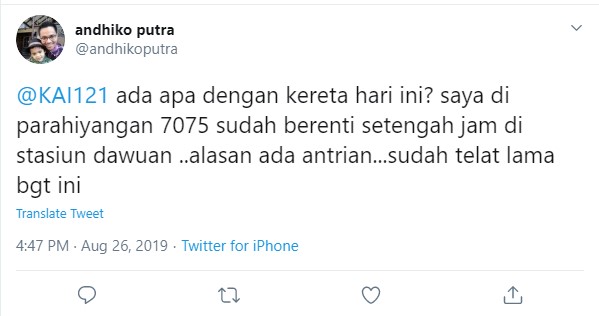 andhiko putra
@andhikoputra
@KAI121 ada apa dengan kereta hari ini? saya di
parahiyangan 7075 sudah berenti setengah jam di
stasiun dawuan ..alasan ada antrian...sudah telat lama
bgt ini
Translate Tweet
4:47 PM · Aug 26, 2019 · Twitter for iPhone